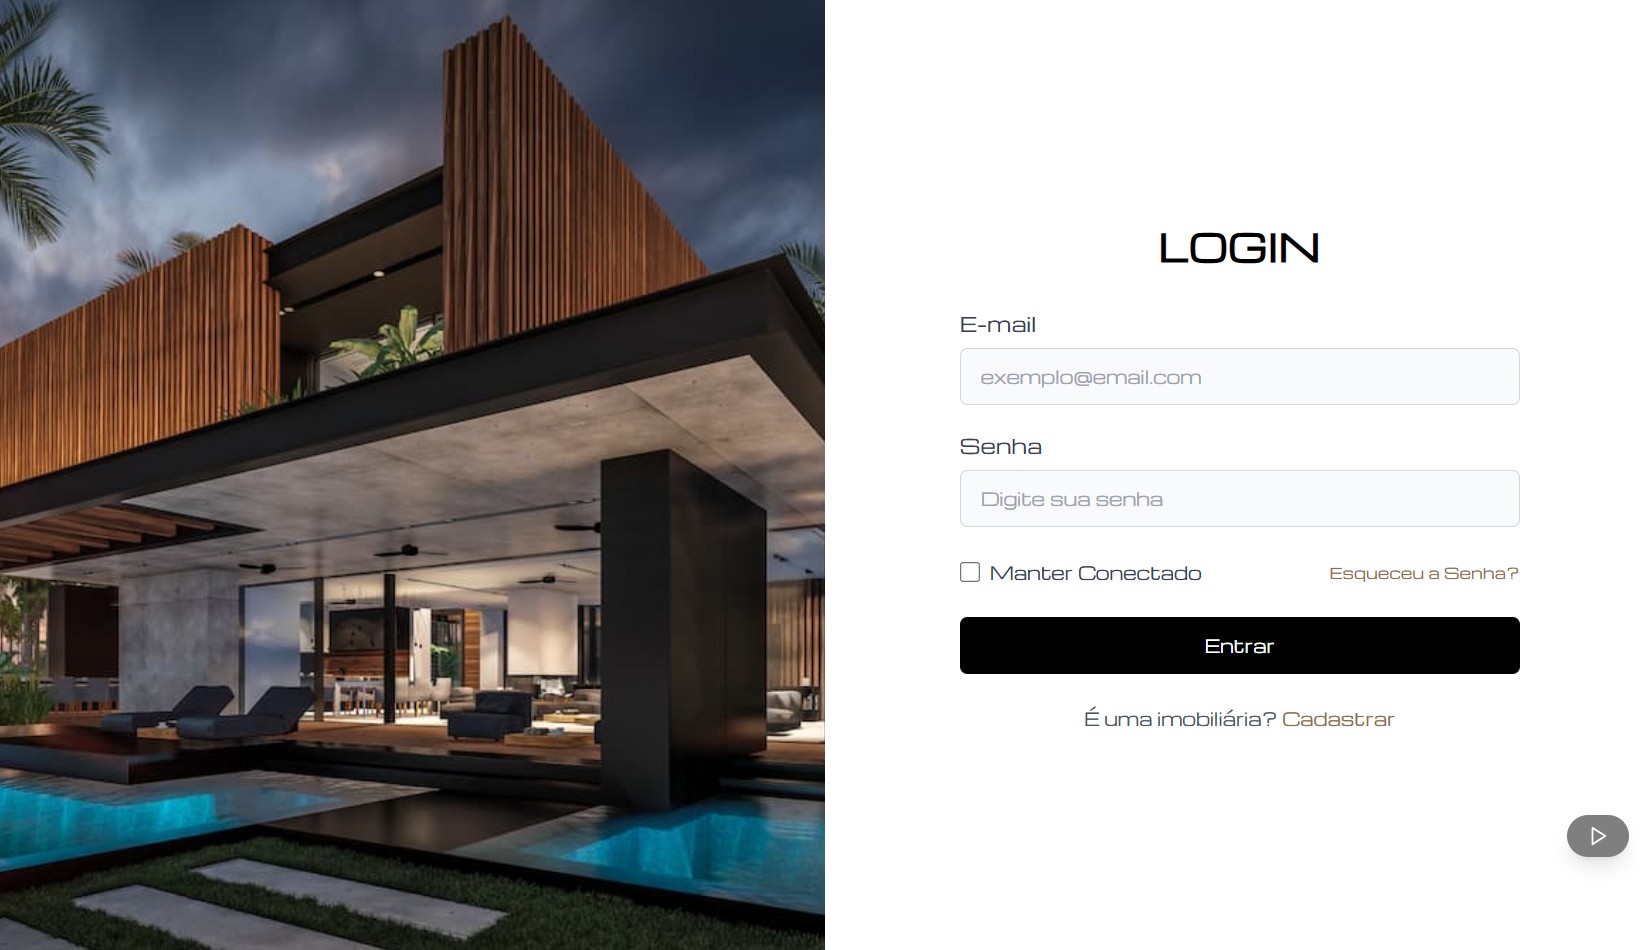 LOGIN
E-mail
exemplo@email.com
Senha
Digite sua senha
Manter Conectado
Esqueceu a Senha?
Entrar
É uma imobiliária? Cadastrar